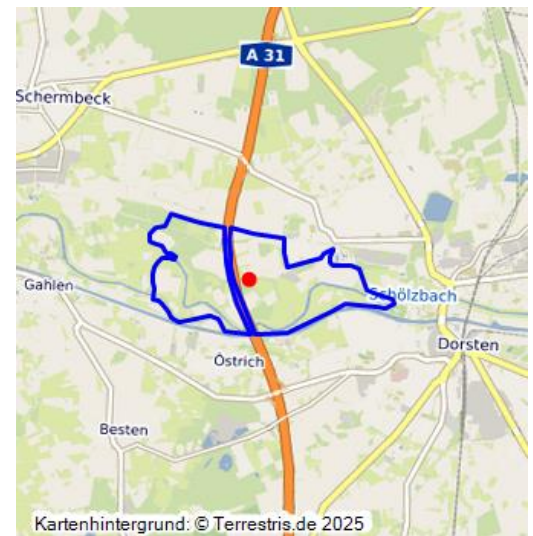 A 31
Schermbeck
Gahlen
Schölzbach
Dorsten
Östrich
Besten
Kartenhintergrund: © Terrestris.de 2025